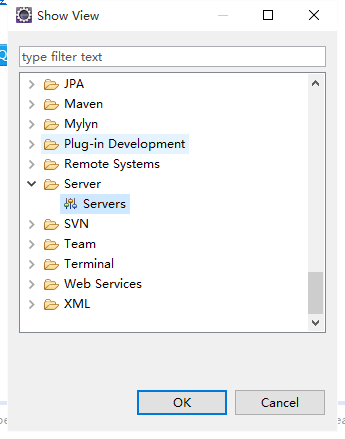 Show View
type filter text
JPA
Maven
Mylyn
Plug-in Development
Remote Systems
Server
Servers
SVN
Team
Terminal
Web Services
XML
OK
Cancel